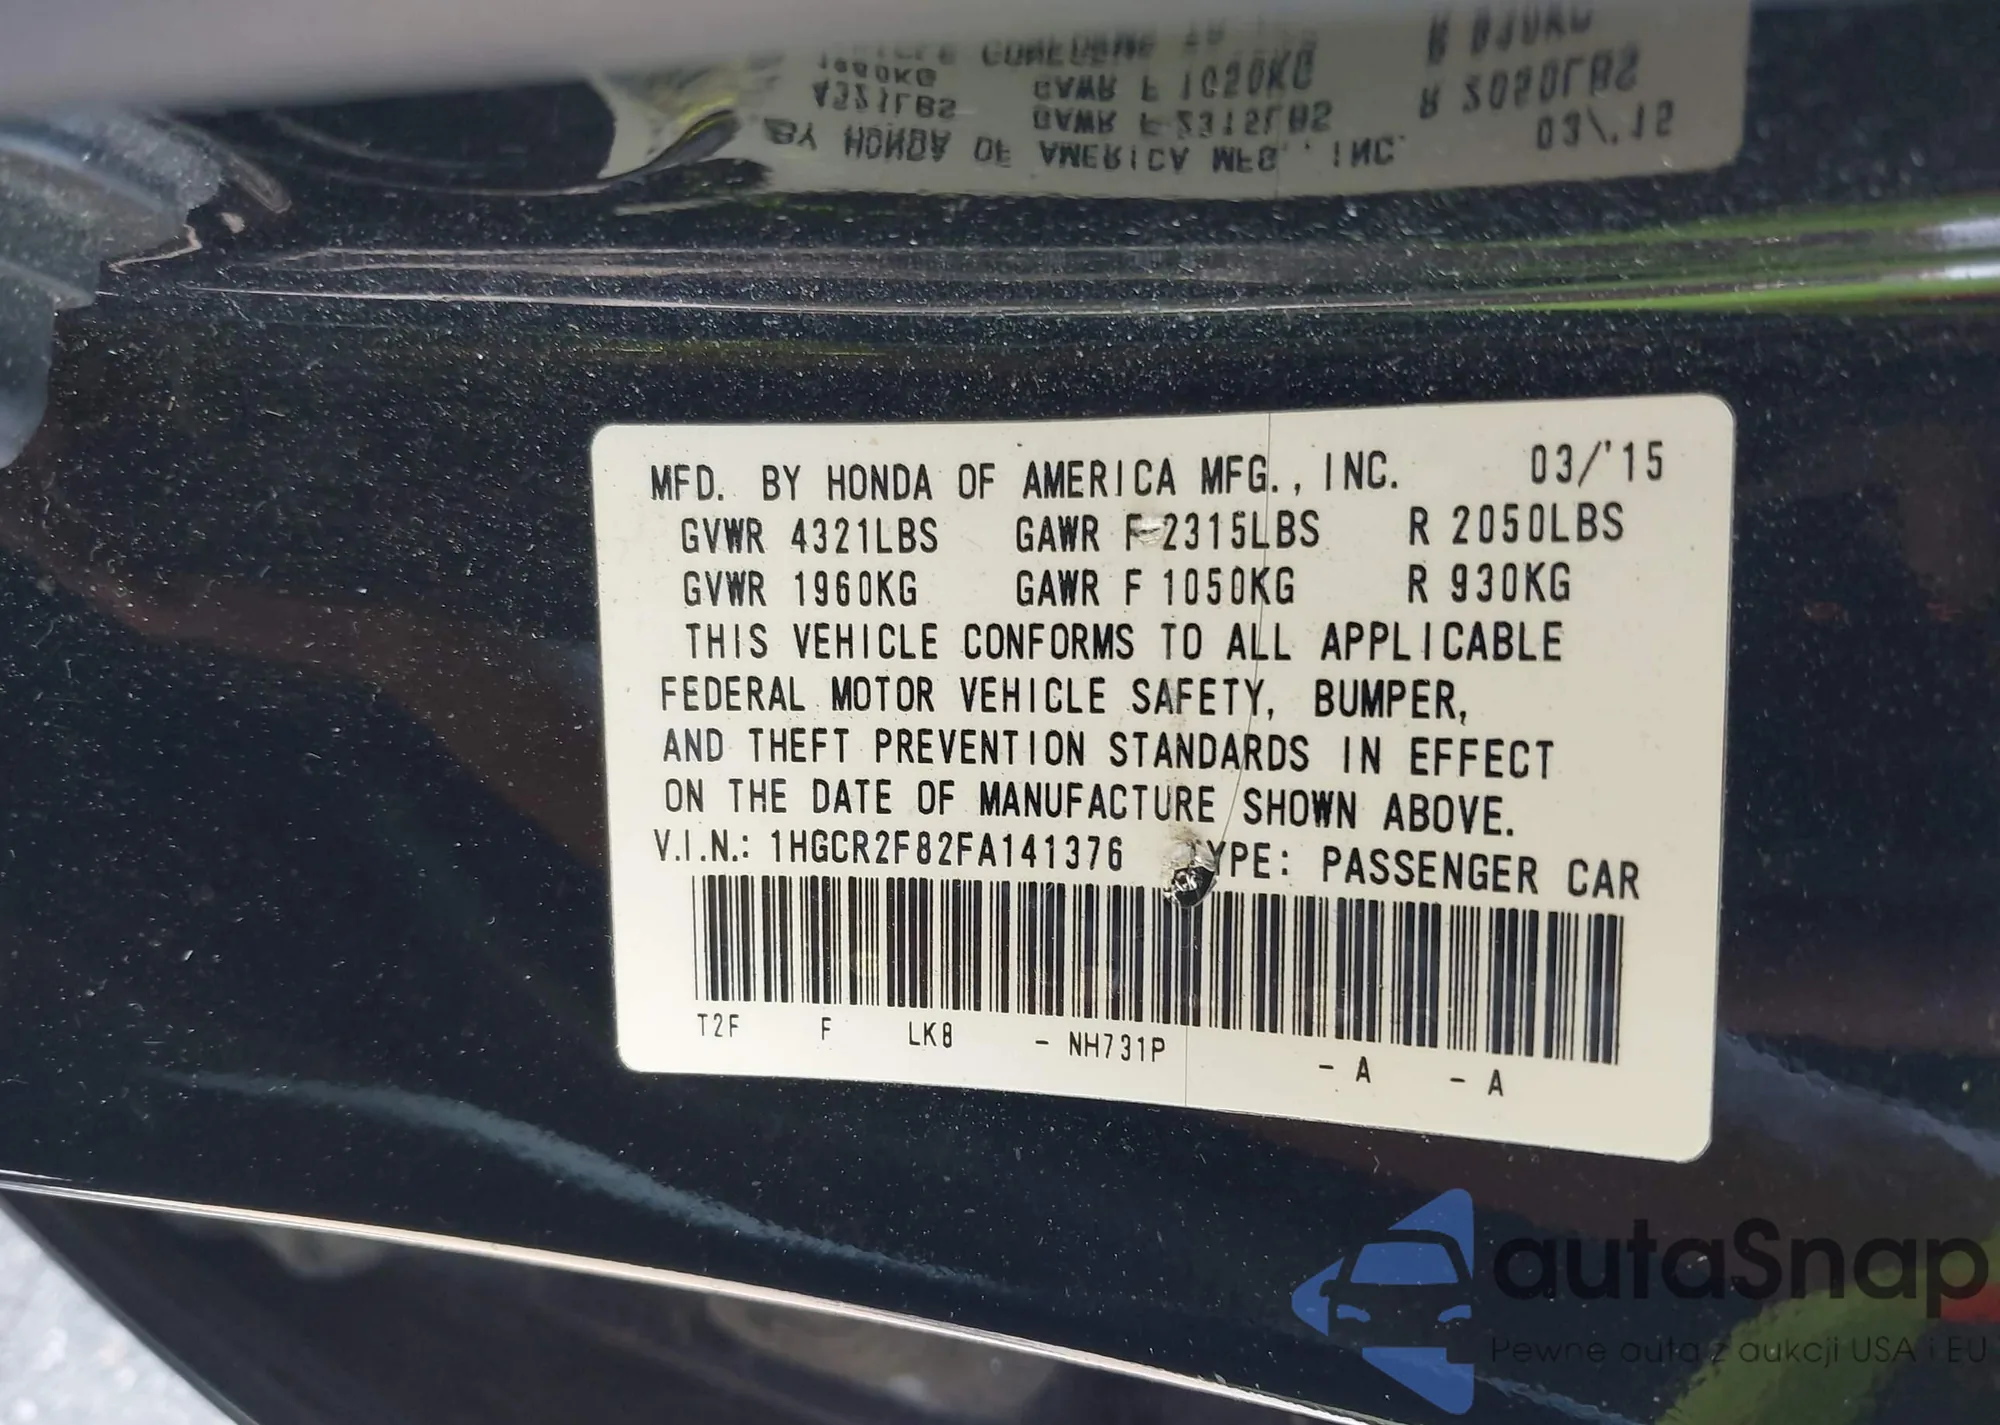 MFD. BY HONDA OF AMERICA MFG., INC. 03/'15
GVWR 4321LBS GAWR F 2315LBS R 2050LBS
GVWR 1960KG GAWR F 1050KG R 930KG
THIS VEHICLE CONFORMS TO ALL APPLICABLE
FEDERAL MOTOR VEHICLE SAFETY, BUMPER,
AND THEFT PREVENTION STANDARDS IN EFFECT
ON THE DATE OF MANUFACTURE SHOWN ABOVE.
V.I.N.: 1HGCR2F82FA141376 TYPE: PASSENGER CAR
T2F F LK8 - NH731P - A - A
autaSnap
Pewne auta z aukcji USA i EU